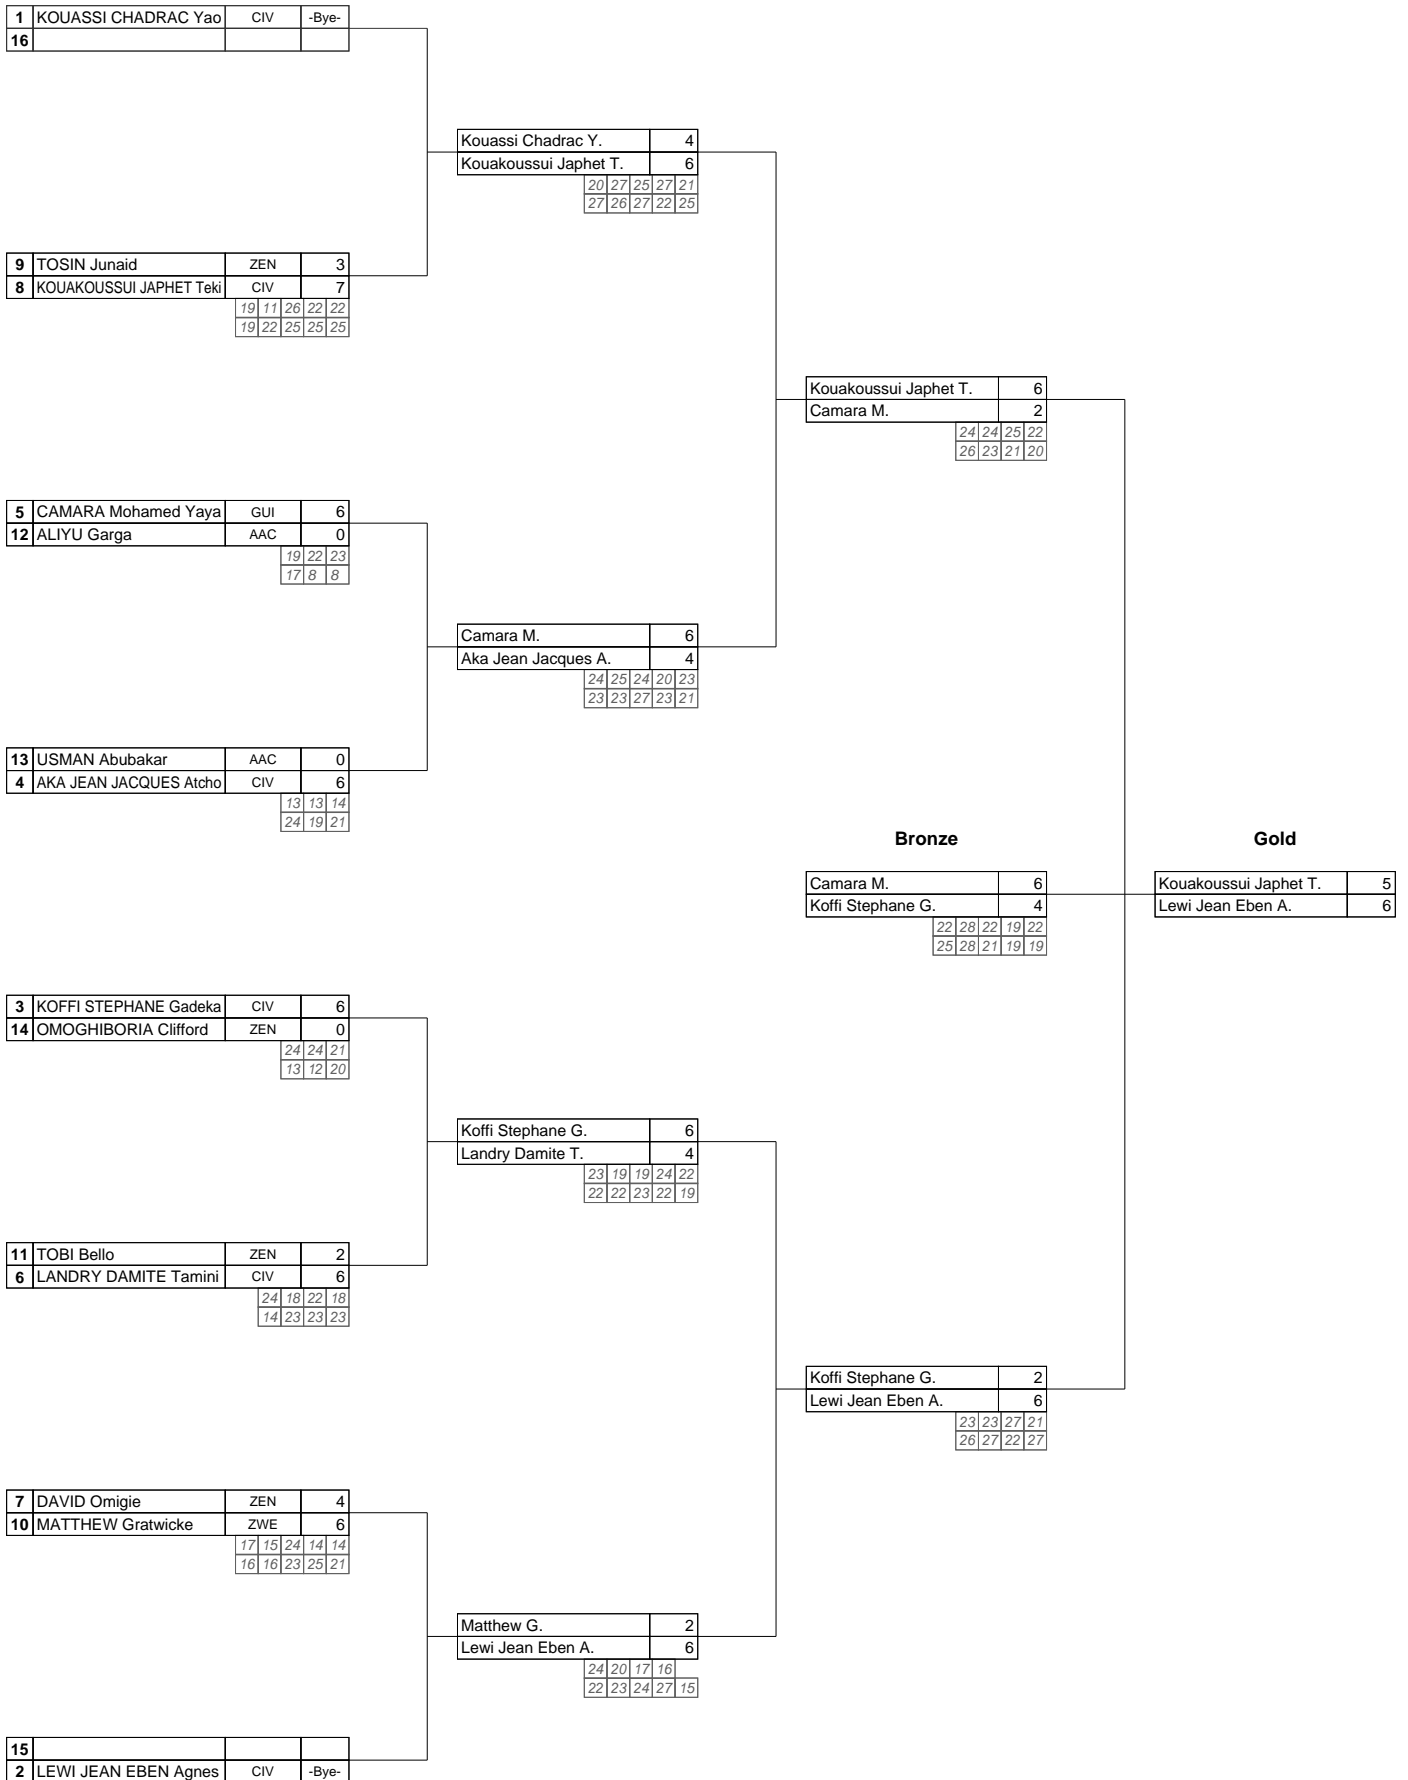 1 KOUASSI CHADRAC Yao CIV -Bye-
16
Kouassi Chadrac Y. 4
Kouakoussui Japhet T. 6
20 27 25 27 21
27 26 27 22 25
9 TOSIN Junaid ZEN 3
8 KOUAKOUSSUI JAPHET Teki CIV 7
19 11 26 22 22
19 22 25 25 25
Kouakoussui Japhet T. 6
Camara M. 2
24 24 25 22
26 23 21 20
5 CAMARA Mohamed Yaya GUI 6
12 ALIYU Garga AAC 0
19 22 23
17 8 8
Camara M. 6
Aka Jean Jacques A. 4
24 25 24 20 23
23 23 27 23 21
13 USMAN Abubakar AAC 0
4 AKA JEAN JACQUES Atcho CIV 6
13 13 14
24 19 21
Bronze Gold
Camara M. 6 Kouakoussui Japhet T. 5
Koffi Stephane G. 4 Lewi Jean Eben A. 6
22 28 22 19 22
25 28 21 19 19
3 KOFFI STEPHANE Gadeka CIV 6
14 OMOGHIBORIA Clifford ZEN 0
24 24 21
13 12 20
Koffi Stephane G. 6
Landry Damite T. 4
23 19 19 24 22
22 22 23 22 19
11 TOBI Bello ZEN 2
6 LANDRY DAMITE Tamini CIV 6
24 18 22 18
14 23 23 23
Koffi Stephane G. 2
Lewi Jean Eben A. 6
23 23 27 21
26 27 22 27
7 DAVID Omigie ZEN 4
10 MATTHEW Gratwicke ZWE 6
17 15 24 14 14
16 16 23 25 21
Matthew G. 2
Lewi Jean Eben A. 6
24 20 17 16
22 23 24 27 15
15
2 LEWI JEAN EBEN Agnes CIV -Bye-